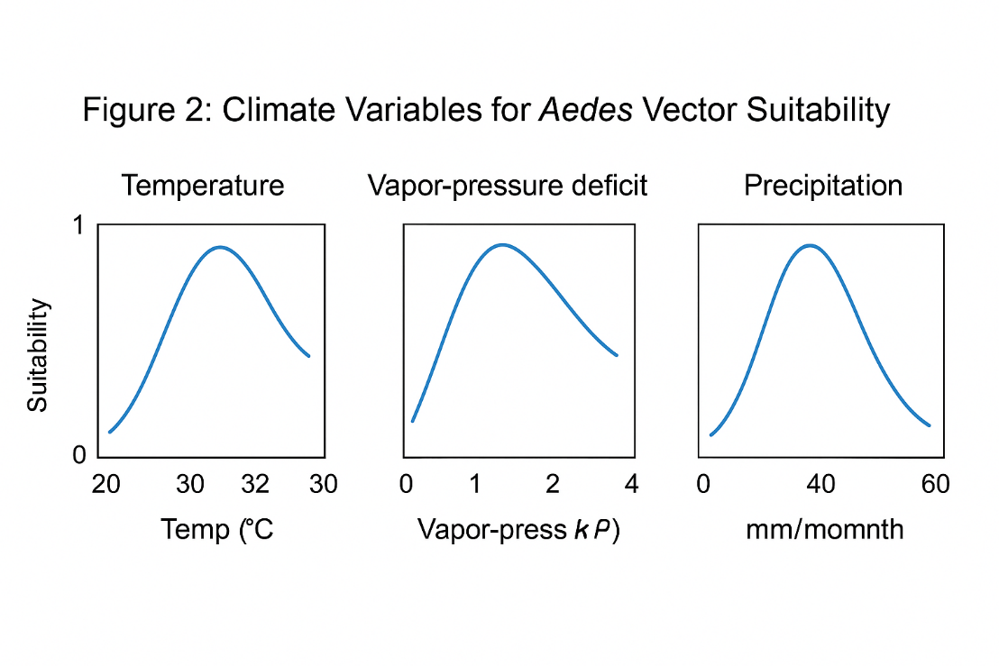 Figure 2: Climate Variables for Aedes Vector Suitability
Temperature
Vapor-pressure deficit
Precipitation
1
Suitability
0
20 30 32 30
0 1 2 4
0 40 60
Temp (°C
Vapor-press kP)
mm/momnth